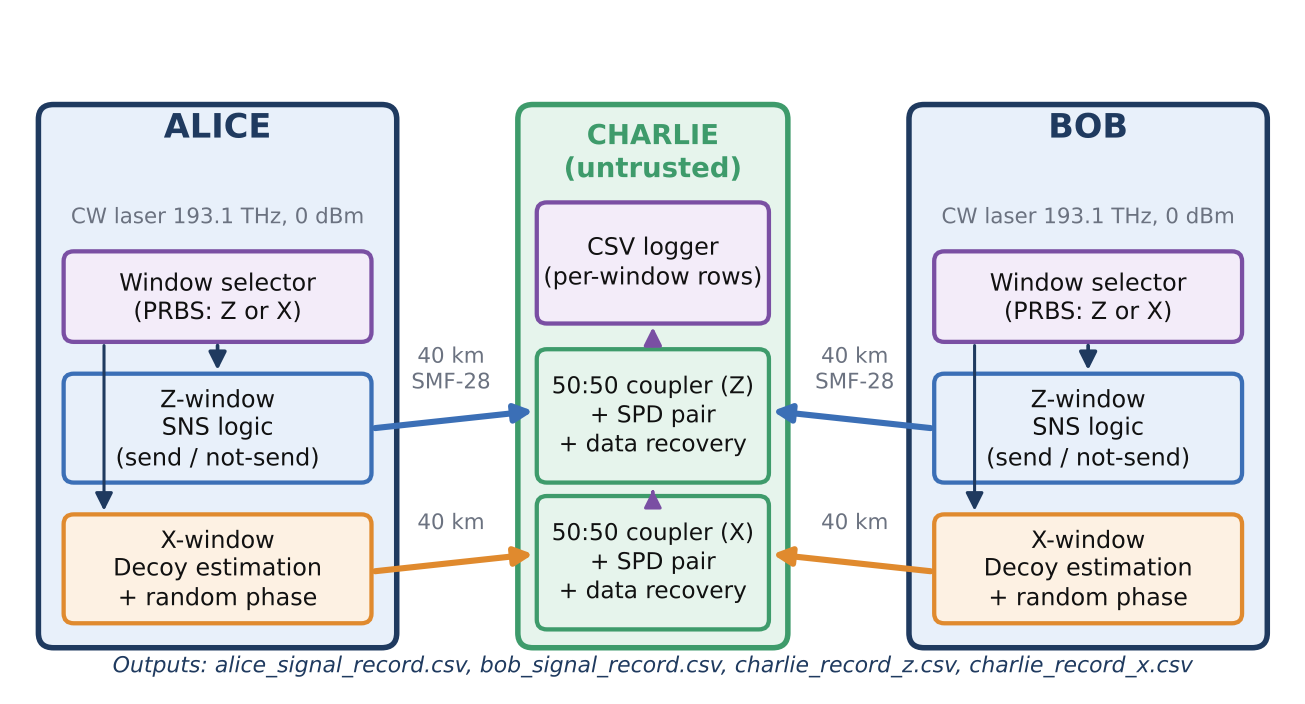 ALICE
CW laser 193.1 THz, 0 dBm
Window selector
(PRBS: Z or X)
Z-window
SNS logic
(send / not-send)
X-window
Decoy estimation
+ random phase
40 km
SMF-28
40 km
CHARLIE
(untrusted)
CSV logger
(per-window rows)
50:50 coupler (Z)
+ SPD pair
+ data recovery
50:50 coupler (X)
+ SPD pair
+ data recovery
40 km
SMF-28
40 km
BOB
CW laser 193.1 THz, 0 dBm
Window selector
(PRBS: Z or X)
Z-window
SNS logic
(send / not-send)
X-window
Decoy estimation
+ random phase
Outputs: alice_signal_record.csv, bob_signal_record.csv, charlie_record_z.csv, charlie_record_x.csv